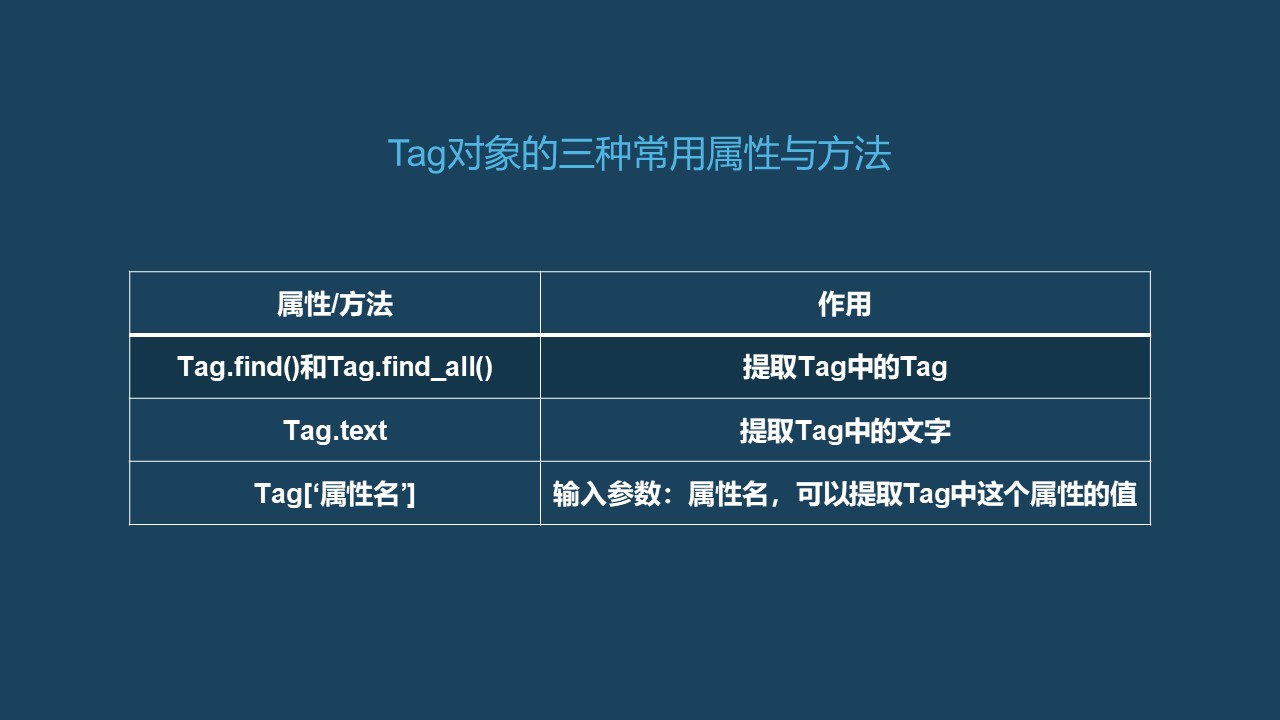 Tag对象的三种常用属性与方法
属性/方法 作用
Tag.find()和Tag.find_all() 提取Tag中的Tag
Tag.text 提取Tag中的文字
Tag[‘属性名’] 输入参数：属性名，可以提取Tag中这个属性的值